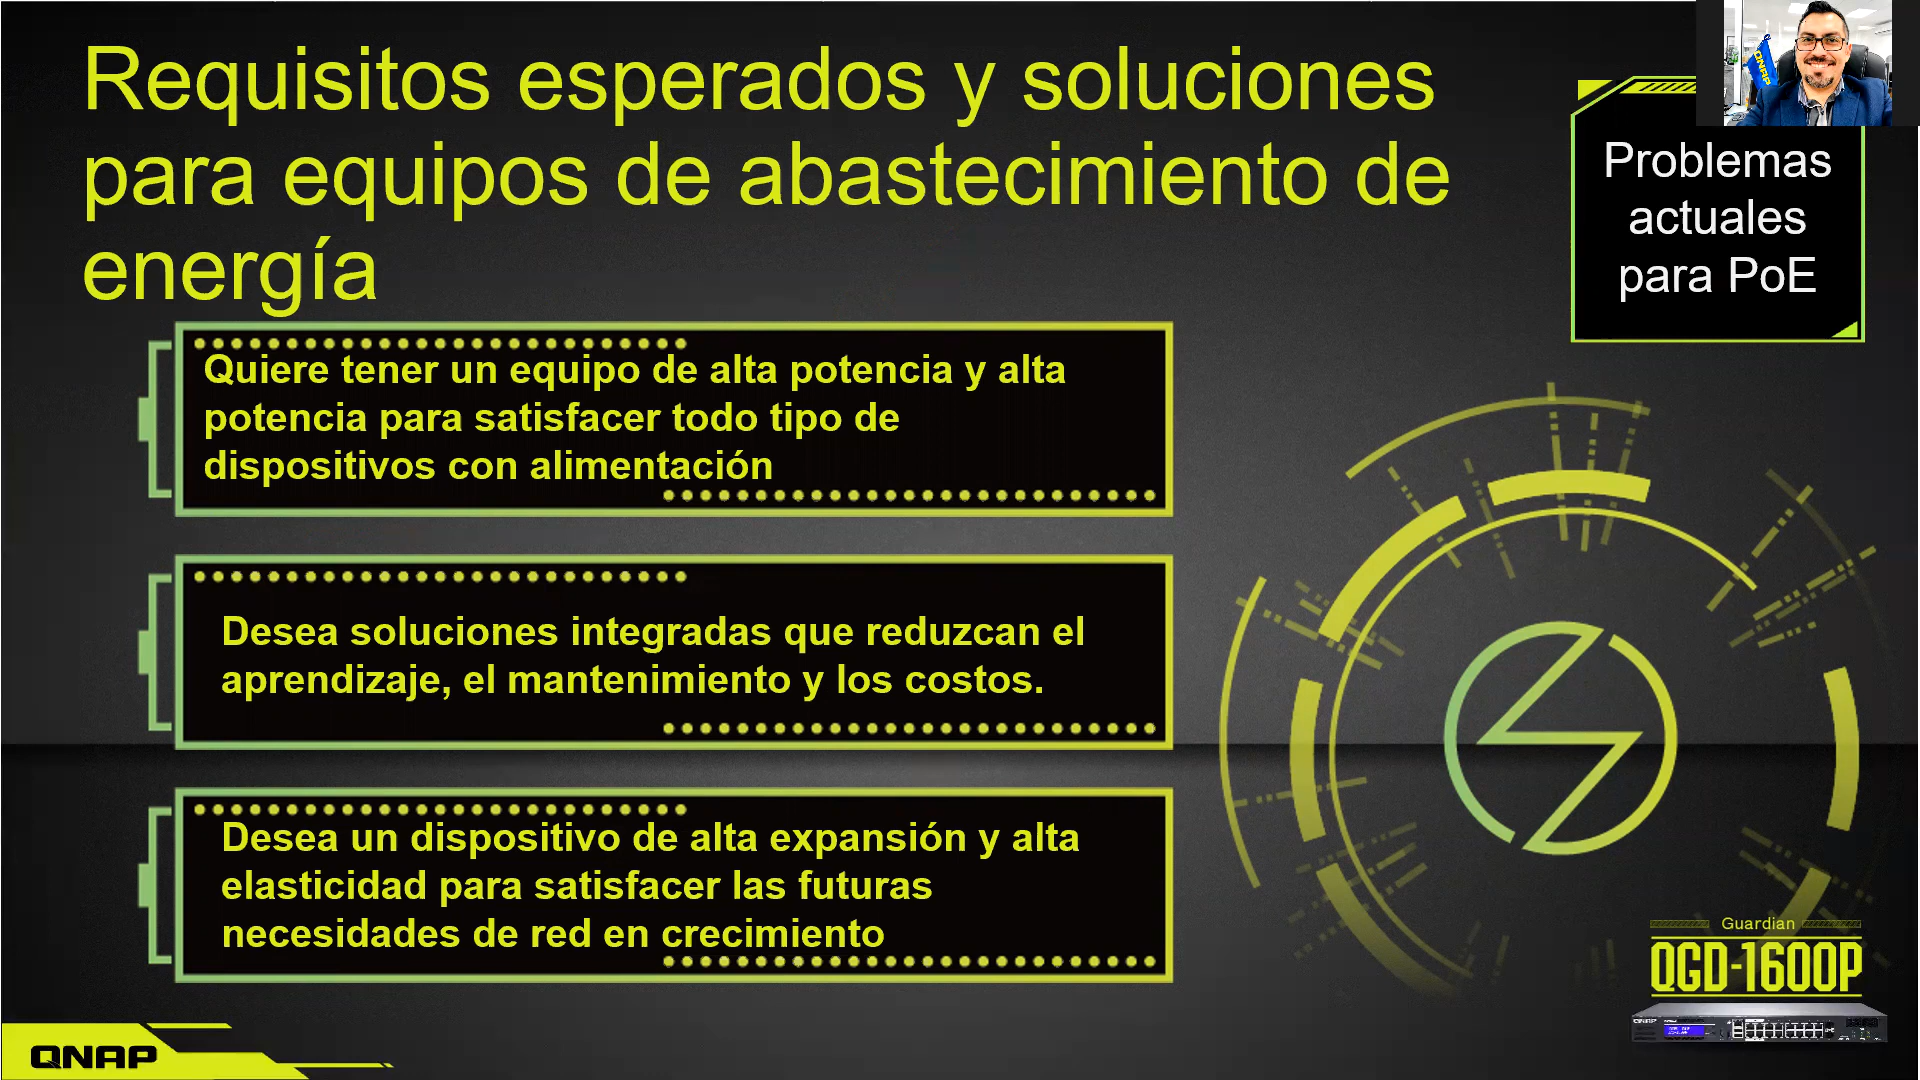 Requisitos esperados y soluciones
para equipos de abastecimiento de
energía
Problemas
actuales
para PoE
Quiere tener un equipo de alta potencia y alta
potencia para satisfacer todo tipo de
dispositivos con alimentación
Desea soluciones integradas que reduzcan el
aprendizaje, el mantenimiento y los costos.
Desea un dispositivo de alta expansión y alta
elasticidad para satisfacer las futuras
necesidades de red en crecimiento
Guardian
QGD-1600P
QNAP
QNAP
QNAP